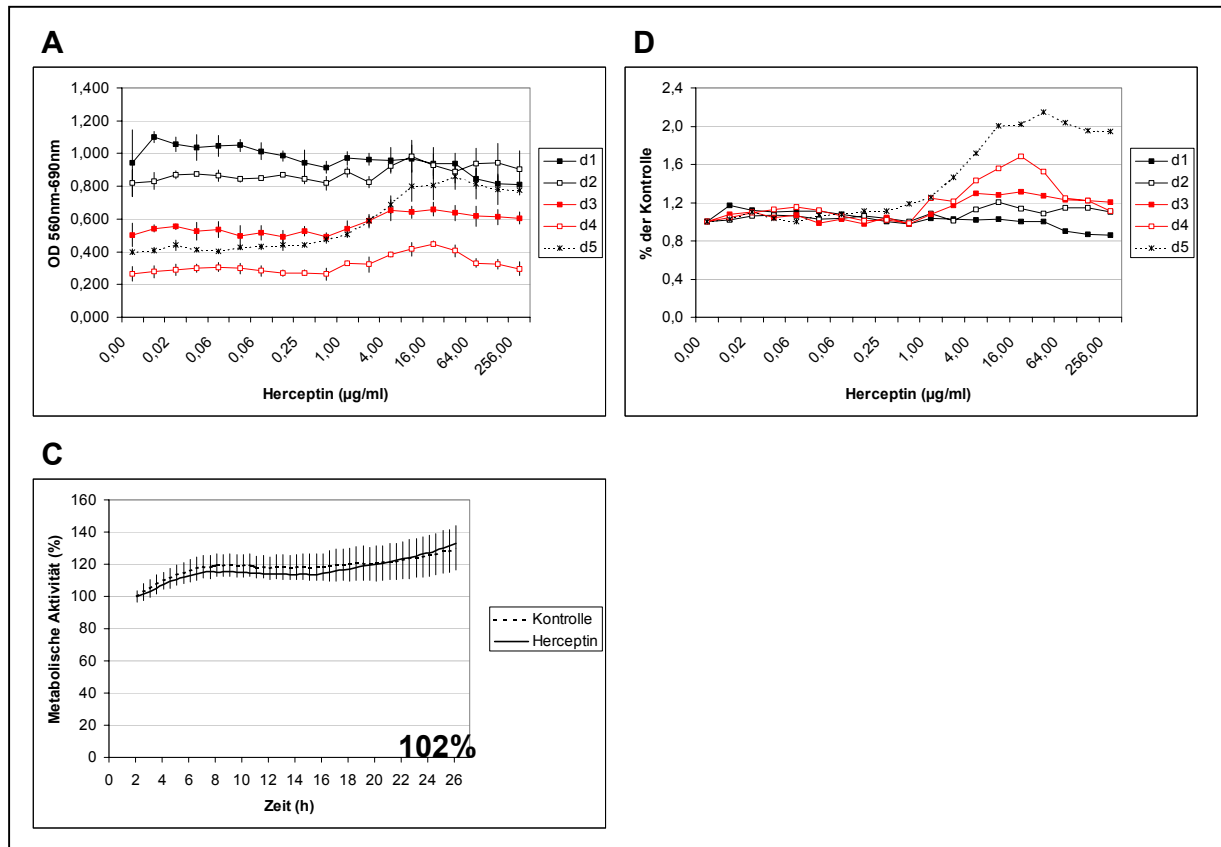 A
OD 560nm-690nm
1,400
1,200
1,000
0,800
0,600
0,400
0,200
0,000
0,00
0,02
0,06
0,06
0,25
1,00
4,00
16,00
64,00
256,00
Herceptin (µg/ml)
d1
d2
d3
d4
d5
D
% der Kontrolle
2,4
2,0
1,6
1,2
0,8
0,4
0,0
0,00
0,02
0,06
0,06
0,25
1,00
4,00
16,00
64,00
256,00
Herceptin (µg/ml)
d1
d2
d3
d4
d5
C
Metabolische Aktivität (%)
160
140
120
100
80
60
40
20
0
102%
0 2 4 6 8 10 12 14 16 18 20 22 24 26
Zeit (h)
Kontrolle
Herceptin